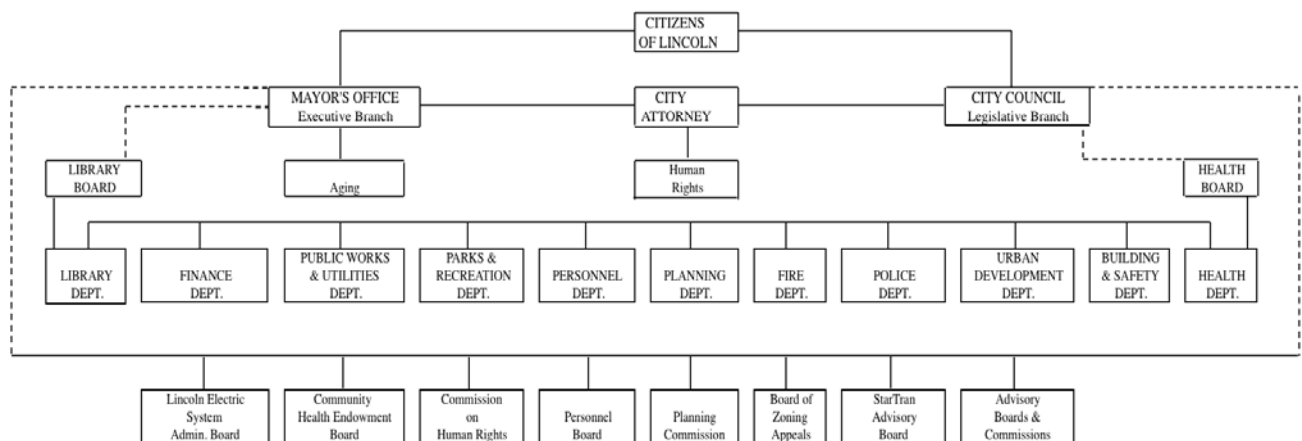 CITIZENS
OF LINCOLN
MAYOR'S OFFICE
Executive Branch
CITY
ATTORNEY
CITY COUNCIL
Legislative Branch
LIBRARY
BOARD
Aging
Human
Rights
HEALTH
BOARD
LIBRARY
DEPT.
FINANCE
DEPT.
PUBLIC WORKS
& UTILITIES
DEPT.
PARKS &
RECREATION
DEPT.
PERSONNEL
DEPT.
PLANNING
DEPT.
FIRE
DEPT.
POLICE
DEPT.
URBAN
DEVELOPMENT
DEPT.
BUILDING
& SAFETY
DEPT.
HEALTH
DEPT.
Lincoln Electric
System
Admin. Board
Community
Health Endowment
Board
Commission
on
Human Rights
Personnel
Board
Planning
Commission
Board of
Zoning
Appeals
StarTran
Advisory
Board
Advisory
Boards &
Commissions